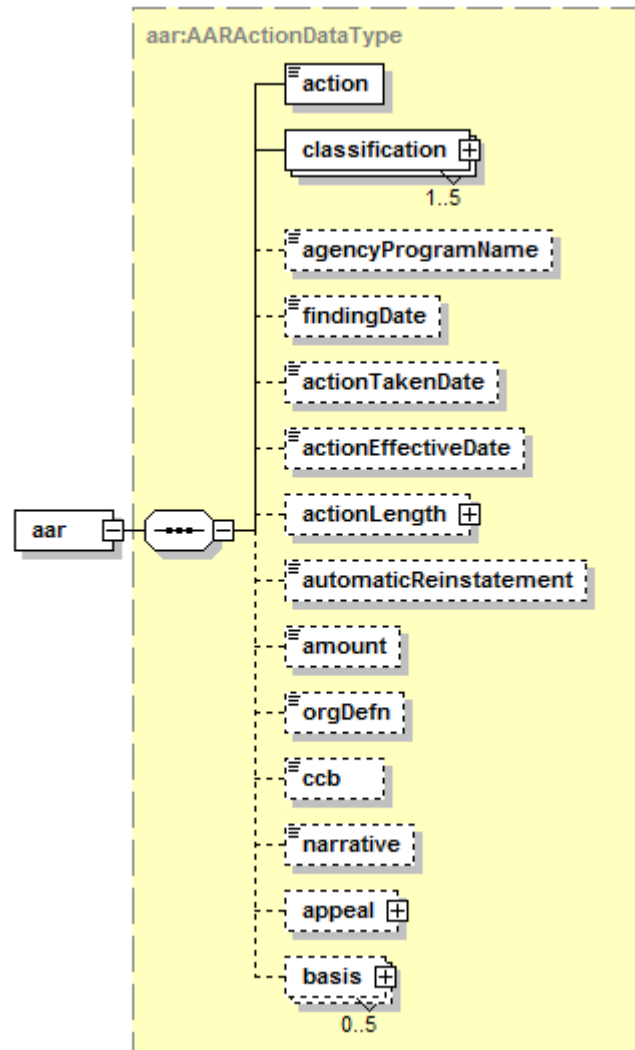 aar:AARActionDataType
action
classification
1..5
agencyProgramName
findingDate
actionTakenDate
actionEffectiveDate
aar
actionLength
automaticReinstatement
amount
orgDefn
ccb
narrative
appeal
basis
0..5